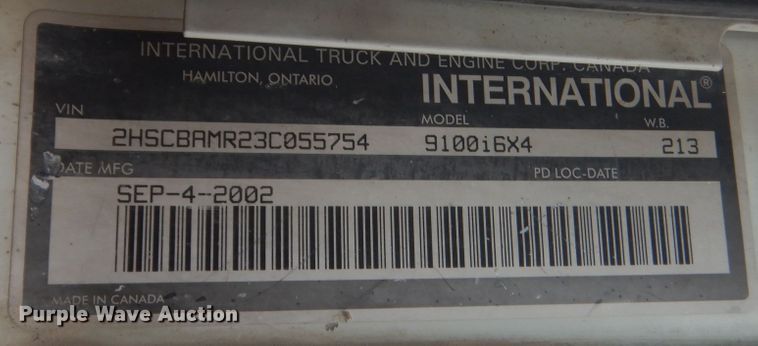 INTERNATIONAL TRUCK AND ENGINE CORP. CANADA
HAMILTON, ONTARIO
INTERNATIONAL®
VIN MODEL W.B.
2HSCBAMR23C055754 9100i6X4 213
DATE MFG PD LOC-DATE
SEP-4-2002
MADE IN CANADA
Purple Wave Auction